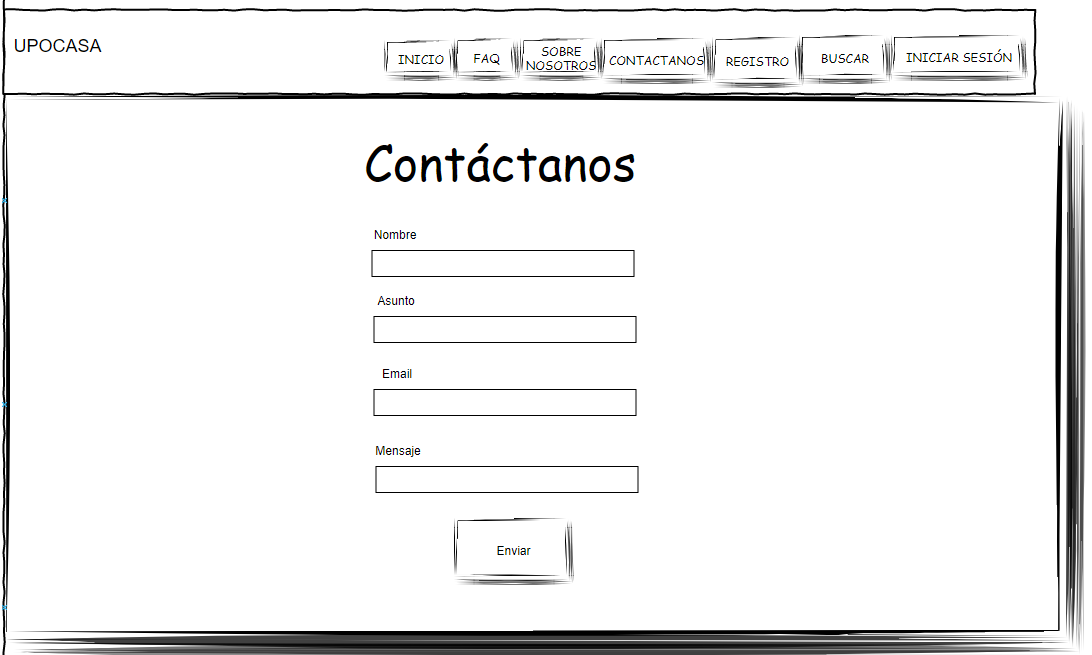 UPOCASA
INICIO
FAQ
SOBRE
NOSOTROS
CONTACTANOS
REGISTRO
BUSCAR
INICIAR SESIÓN
Contáctanos
Nombre
Asunto
Email
Mensaje
Enviar